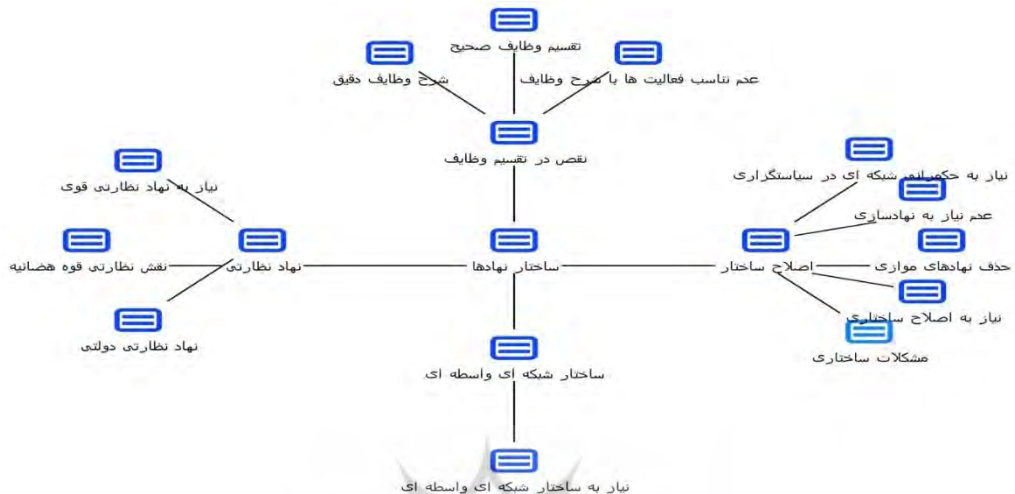 تقسیم وظایف صحیح
شرح وظایف دقیق
عدم تناسب فعالیت ها با شرح وظایف
نقص در تقسیم وظایف
نیاز به حکمرانی شبکه ای در سیاستگزاری
نیاز به نهاد نظارتی قوی
عدم نیاز به نهادسازی
حذف نهادهای موازی
اصلاح ساختار
ساختار نهادها
نهاد نظارتی
نقش نظارتی قوه هضانیه
نیاز به اصلاح ساختاری
نهاد نظارتی دولتی
مشکلات ساختاری
ساختار شبکه ای واسطه ای
نیاز به ساختار شبکه ای واسطه ای